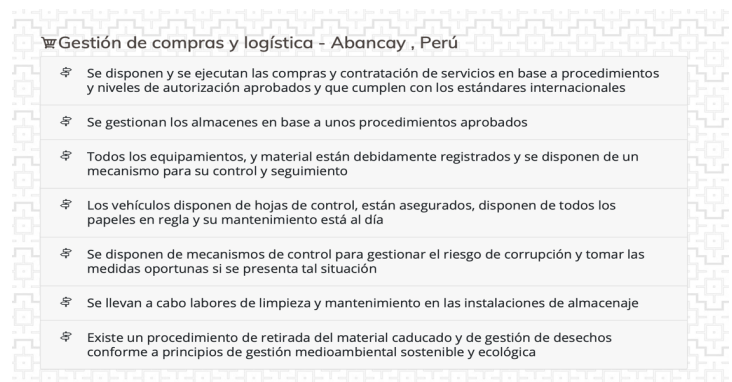 Gestión de compras y logística - Abancay , Perú
Se disponen y se ejecutan las compras y contratación de servicios en base a procedimientos
y niveles de autorización aprobados y que cumplen con los estándares internacionales
Se gestionan los almacenes en base a unos procedimientos aprobados
Todos los equipamientos, y material están debidamente registrados y se disponen de un
mecanismo para su control y seguimiento
Los vehículos disponen de hojas de control, están asegurados, disponen de todos los
papeles en regla y su mantenimiento está al día
Se disponen de mecanismos de control para gestionar el riesgo de corrupción y tomar las
medidas oportunas si se presenta tal situación
Se llevan a cabo labores de limpieza y mantenimiento en las instalaciones de almacenaje
Existe un procedimiento de retirada del material caducado y de gestión de desechos
conforme a principios de gestión medioambiental sostenible y ecológica